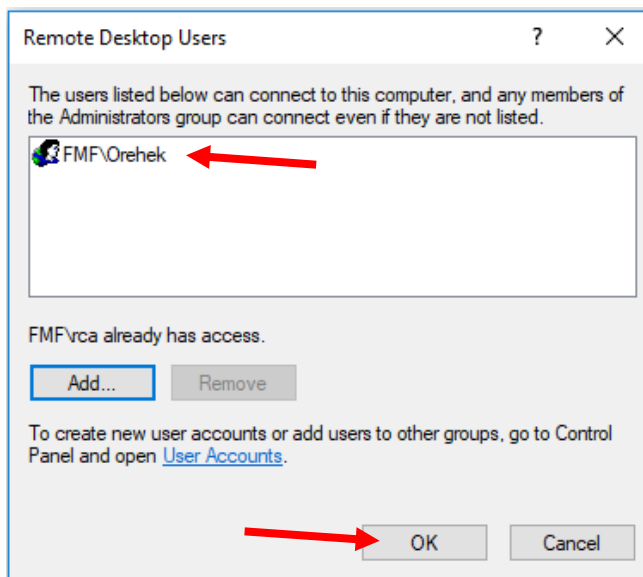 Remote Desktop Users ?
The users listed below can connect to this computer, and any members of
the Administrators group can connect even if they are not listed.
FMF\Orehek
FMF\rca already has access.
Add... Remove
To create new user accounts or add users to other groups, go to Control
Panel and open User Accounts.
OK Cancel